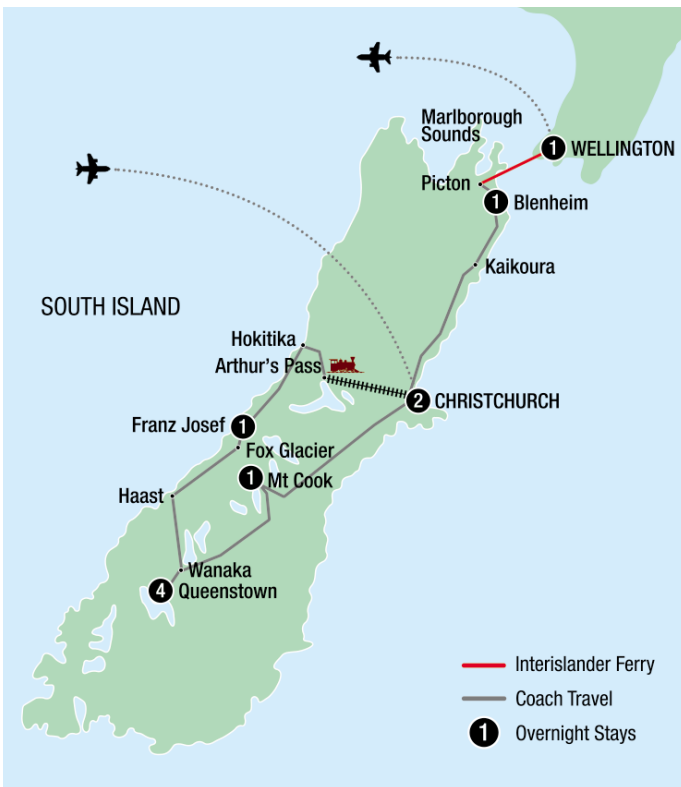 Marlborough
Sounds
1 WELLINGTON
Picton
1 Blenheim
Kaikoura
SOUTH ISLAND
Hokitika
Arthur's Pass
2 CHRISTCHURCH
Franz Josef 1
Fox Glacier
1 Mt Cook
Haast
Wanaka
4 Queenstown
Interislander Ferry
Coach Travel
1 Overnight Stays